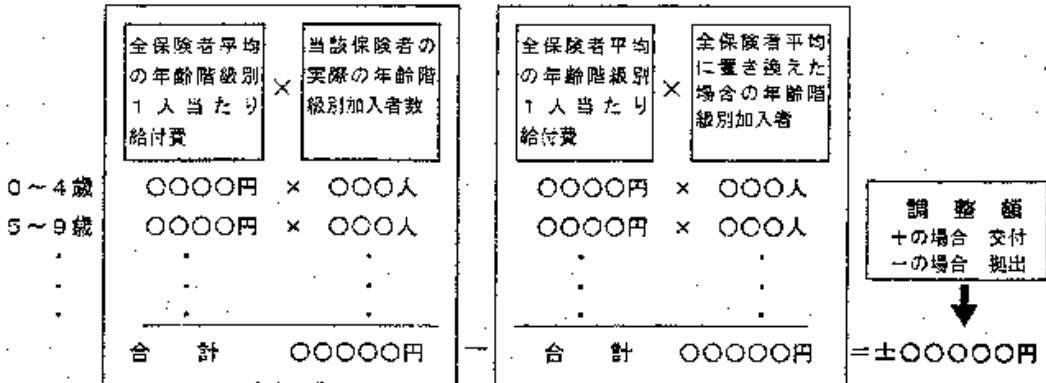 全保険者平均
の年齢階級別
1人当たり
給付費
×
当該保険者の
実際の年齢階
級別加入者数
全保険者平均
の年齢階級別
1人当たり
給付費
×
全保険者平均
に置き換えた
場合の年齢階
級別加入者
0～4歳 ○○○○円 × ○○○人 ○○○○円 × ○○○人
5～9歳 ○○○○円 × ○○○人 ○○○○円 × ○○○人
調整額
+の場合 交付
-の場合 拠出
合計 ○○○○○円 - 合計 ○○○○○円 =±○○○○○円